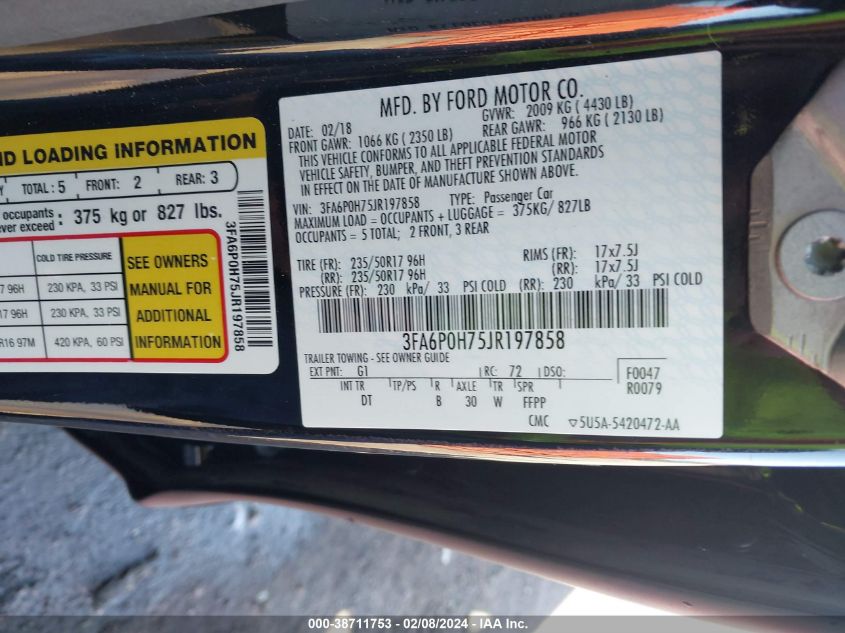 ND LOADING INFORMATION
Y TOTAL: 5 FRONT: 2 REAR: 3
occupants
ever exceed : 375 kg or 827 lbs.
COLD TIRE PRESSURE
17 96H 230 KPA, 33 PSI
17 96H 230 KPA, 33 PSI
R16 97M 420 KPA, 60 PSI
SEE OWNERS
MANUAL FOR
ADDITIONAL
INFORMATION
3FA6P0H75JR197858
MFD. BY FORD MOTOR CO.
DATE: 02/18 GVWR: 2009 KG ( 4430 LB)
FRONT GAWR: 1066 KG ( 2350 LB) REAR GAWR: 966 KG ( 2130 LB)
THIS VEHICLE CONFORMS TO ALL APPLICABLE FEDERAL MOTOR
VEHICLE SAFETY, BUMPER, AND THEFT PREVENTION STANDARDS
IN EFFECT ON THE DATE OF MANUFACTURE SHOWN ABOVE.
VIN: 3FA6P0H75JR197858 TYPE: Passenger Car
MAXIMUM LOAD = OCCUPANTS + LUGGAGE = 375KG/ 827LB
OCCUPANTS = 5 TOTAL; 2 FRONT, 3 REAR
TIRE (FR): 235/50R17 96H RIMS (FR): 17x7.5J
(RR): 235/50R17 96H (RR): 17x7.5J
PRESSURE (FR): 230 kPa/ 33 PSI COLD (RR): 230 kPa/ 33 PSI COLD
3FA6P0H75JR197858
TRAILER TOWING - SEE OWNER GUIDE
EXT PNT: G1 RC: 72 DSO: F0047
R0079
INT TR TP/PS R AXLE TR SPR
DT B 30 W FFPP
CMC ▽5U5A-5420472-AA
000-38711753 - 02/08/2024 - IAA Inc.